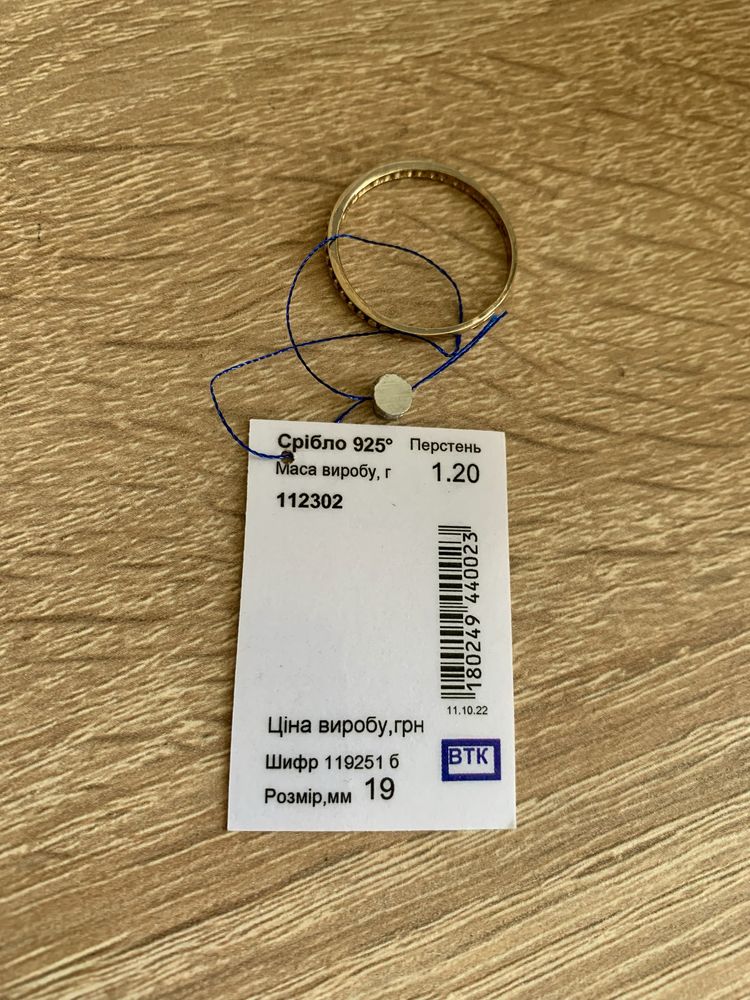 Срібло 925° Перстень
Маса виробу, г 1.20
112302
180249 440023
11.10.22
Ціна виробу,грн
ВТК
Шифр 119251 б
Розмір,мм 19